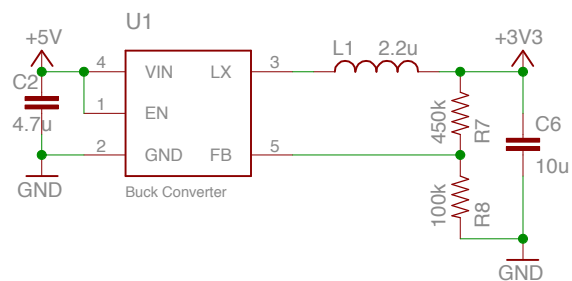 U1
+5V
+3V3
L1 2.2u
4 VIN LX 3
C2
4.7u
1 EN
450k
R7
C6
10u
2 GND FB 5
GND
Buck Converter
100k
R8
GND